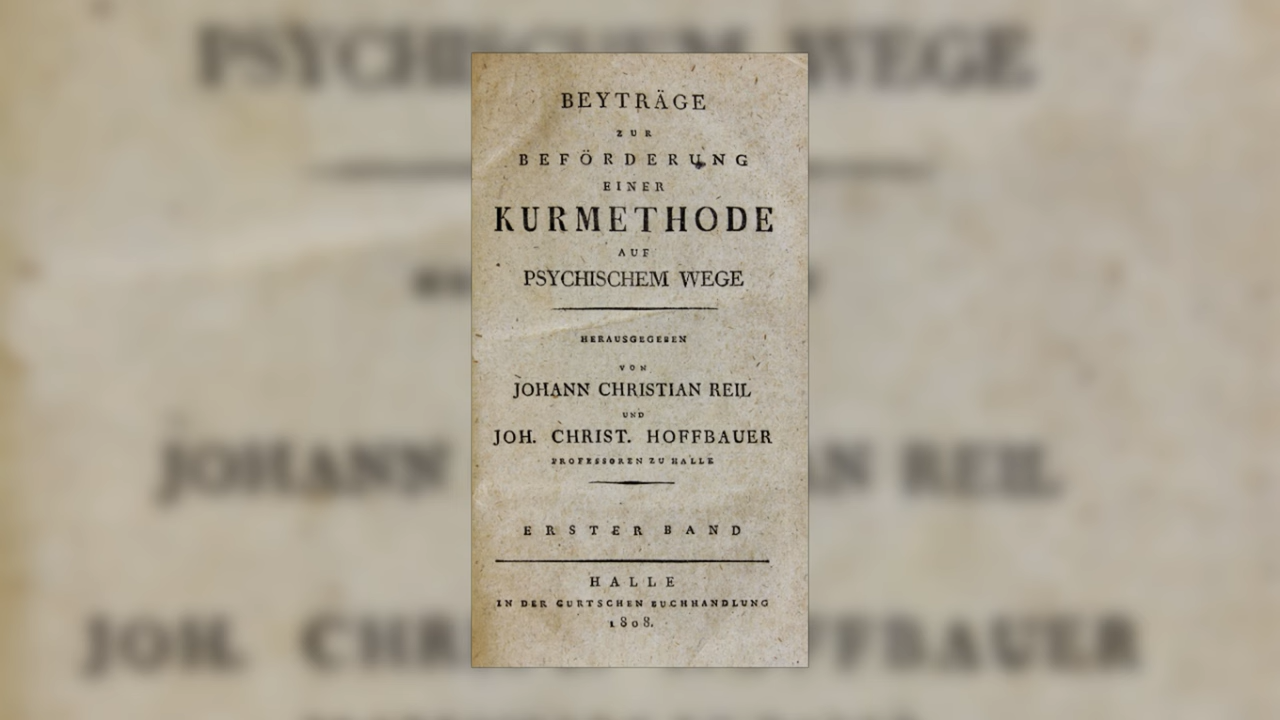 BEYTRÄGE
ZUR
BEFÖRDERUNG
EINER
KURMETHODE
AUF
PSYCHISCHEM WEGE
HERAUSGEGEBEN
VON
JOHANN CHRISTIAN REIL
UND
JOH. CHRIST. HOFFBAUER
PROFESSOREN ZU HALLE
ERSTER BAND
HALLE
IN DER CURTSCHEN BUCHHANDLUNG
1808.